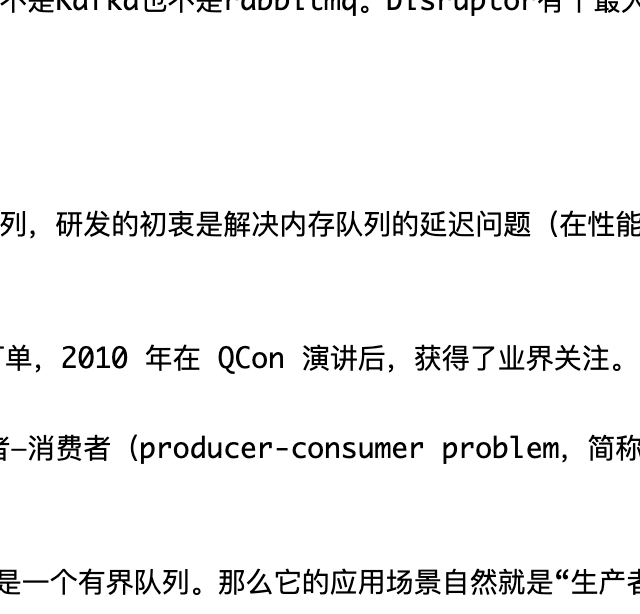 不是Kafka也不是rabbitmq。Disruptor有个最大
列，研发的初衷是解决内存队列的延迟问题（在性能
单，2010 年在 QCon 演讲后，获得了业界关注。
者–消费者（producer-consumer problem，简称
是一个有界队列。那么它的应用场景自然就是“生产者